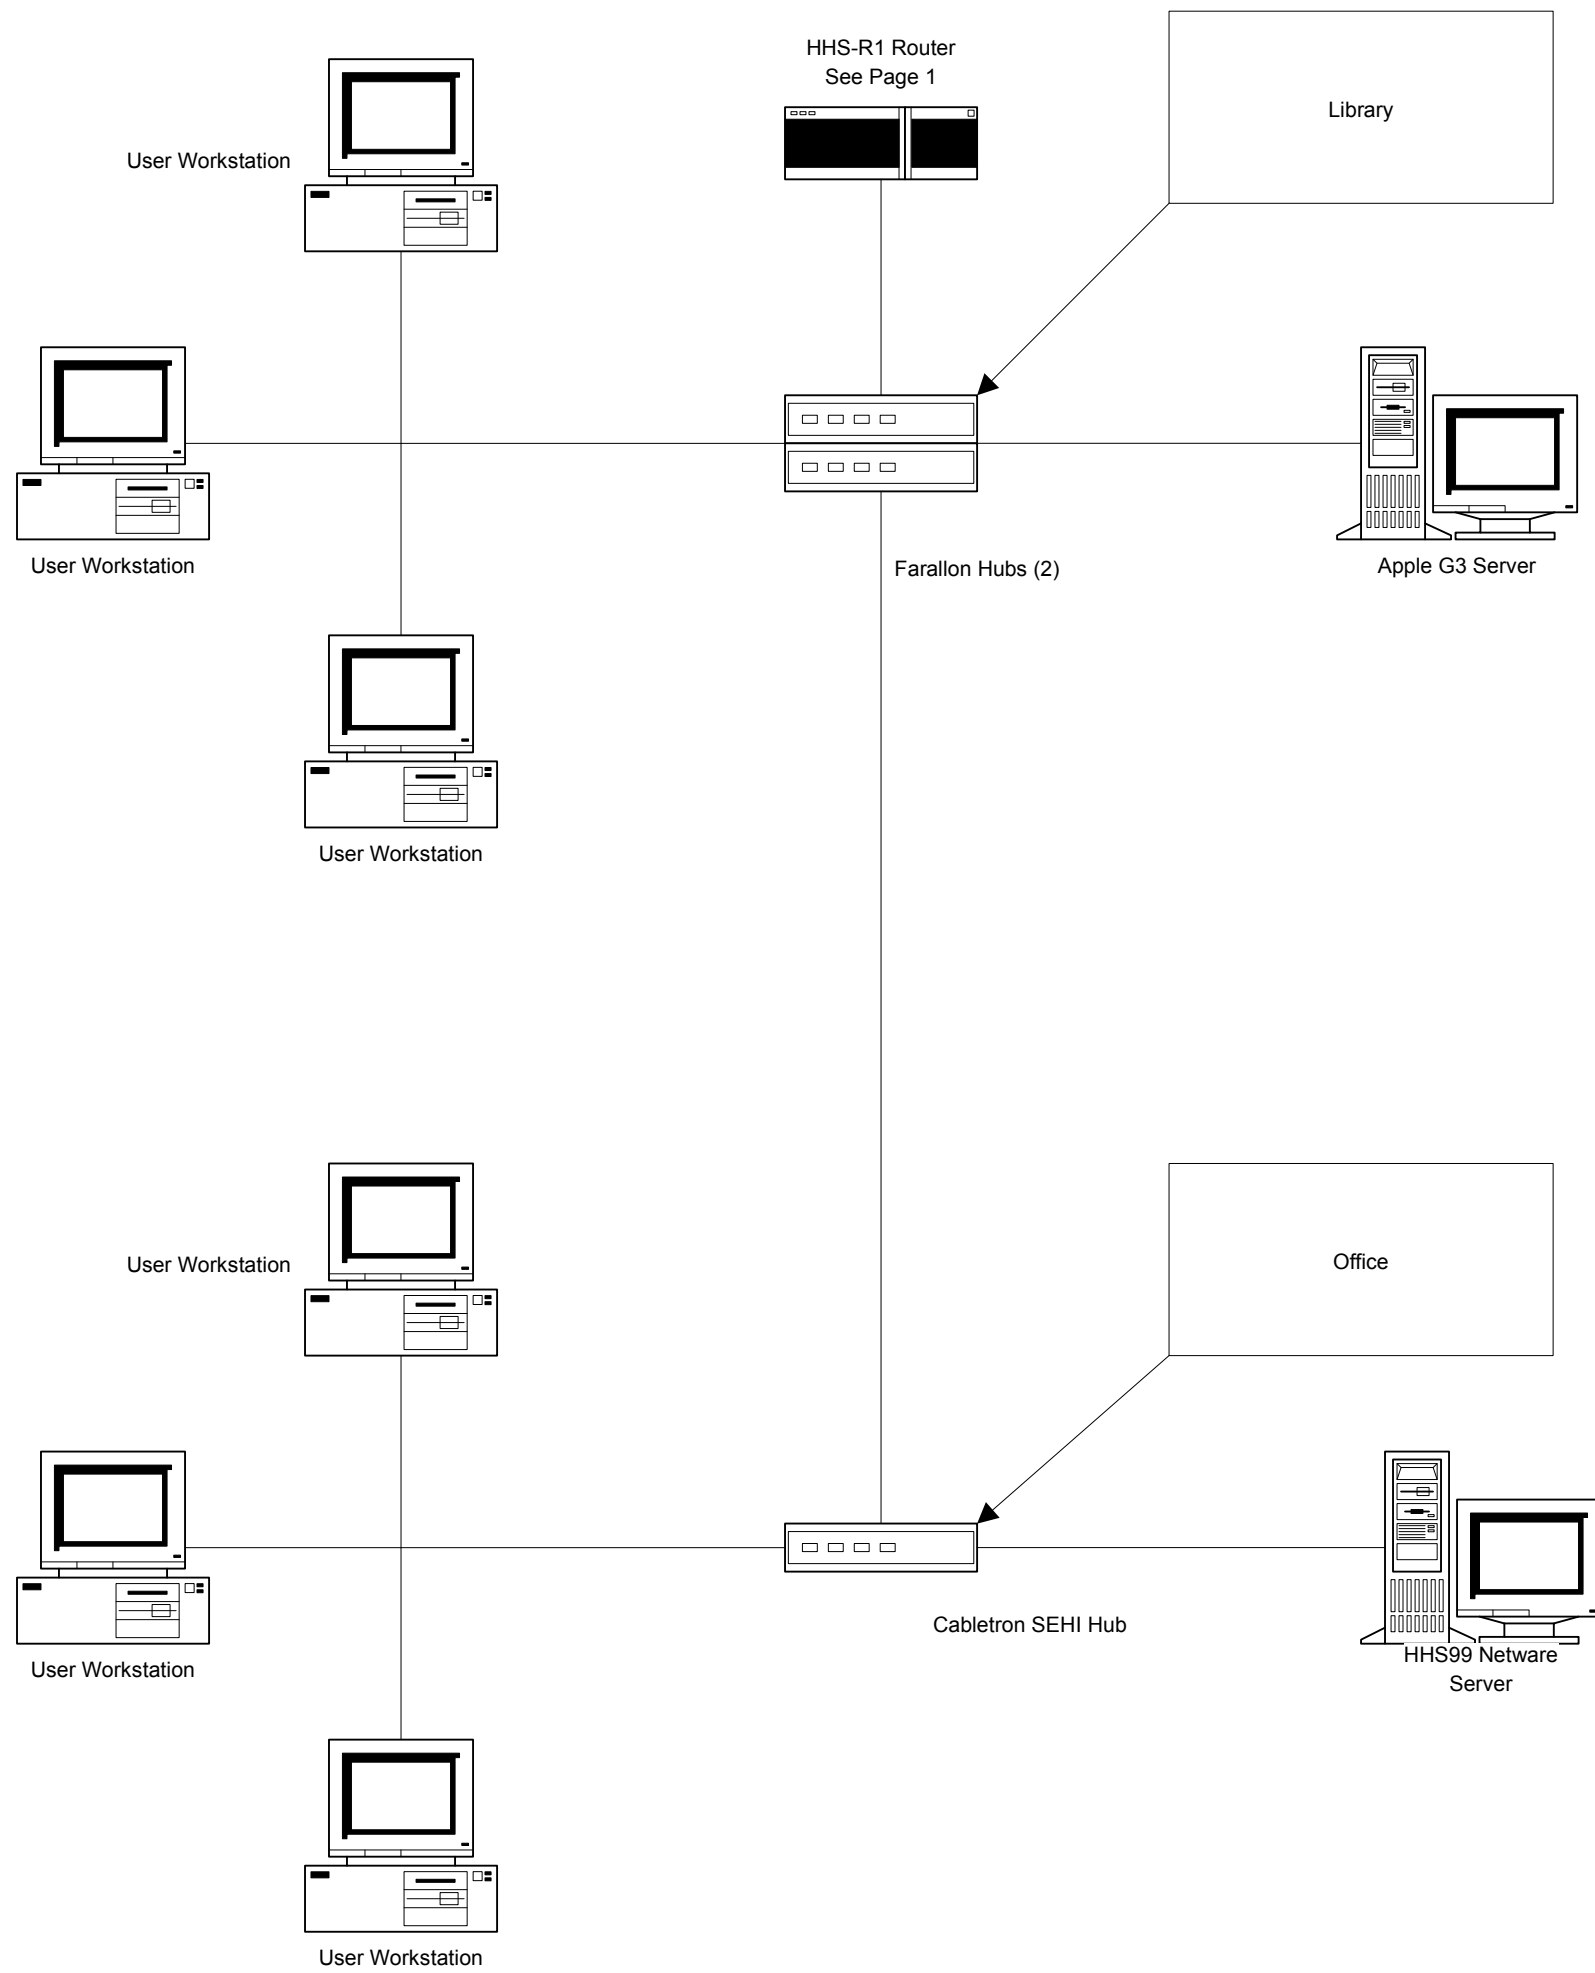 HHS-R1 Router
See Page 1
Library
User Workstation
User Workstation
Farallon Hubs (2)
Apple G3 Server
User Workstation
User Workstation
Office
Cabletron SEHI Hub
HHS99 Netware
Server
User Workstation
User Workstation